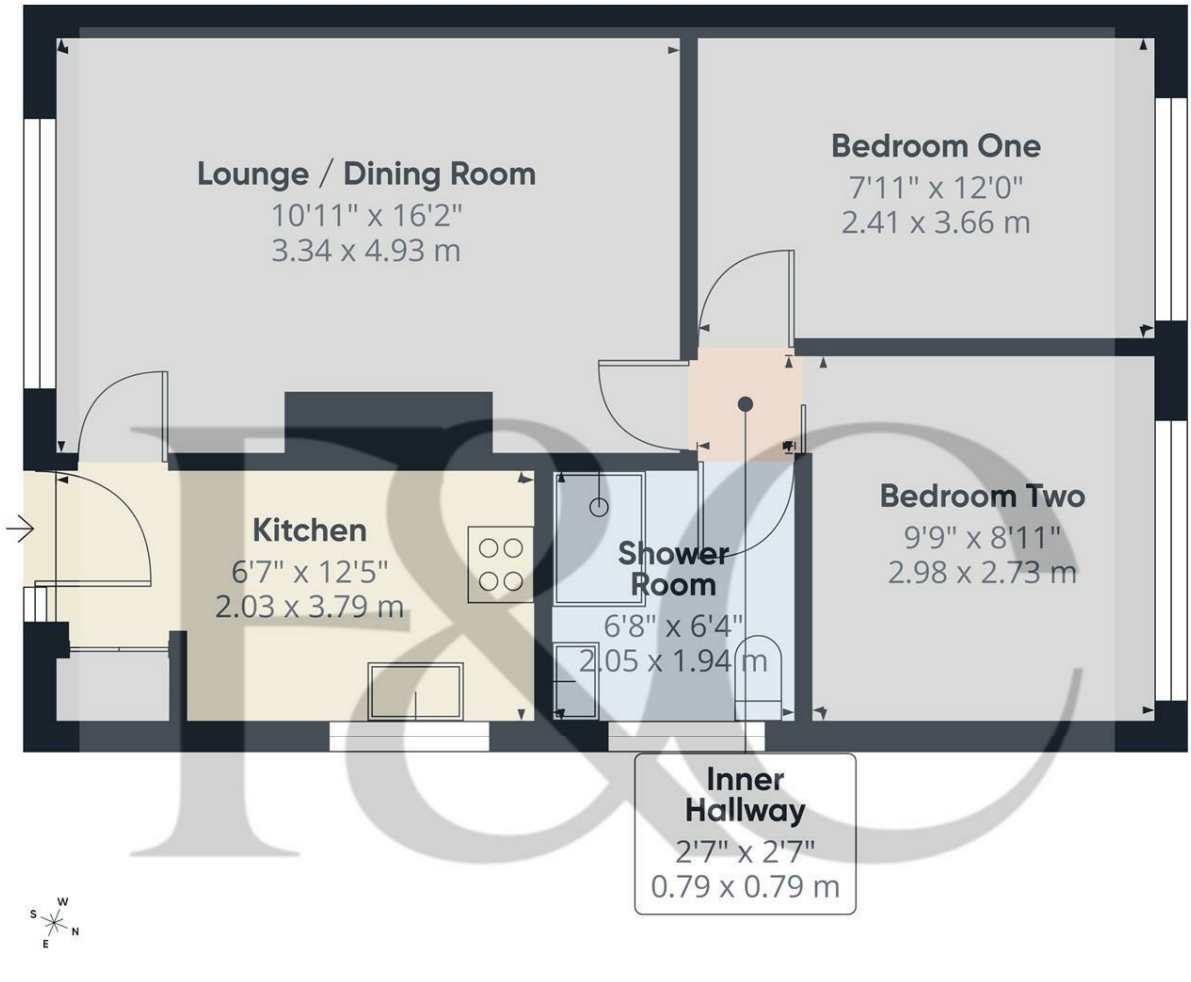 Lounge / Dining Room
10'11" x 16'2"
3.34 x 4.93 m
Bedroom One
7'11" x 12'0"
2.41 x 3.66 m
Kitchen
6'7" x 12'5"
2.03 x 3.79 m
Shower
Room
6'8" x 6'4"
2.05 x 1.94 m
Bedroom Two
9'9" x 8'11"
2.98 x 2.73 m
Inner
Hallway
2'7" x 2'7"
0.79 x 0.79 m
F&C
W
S
N
E